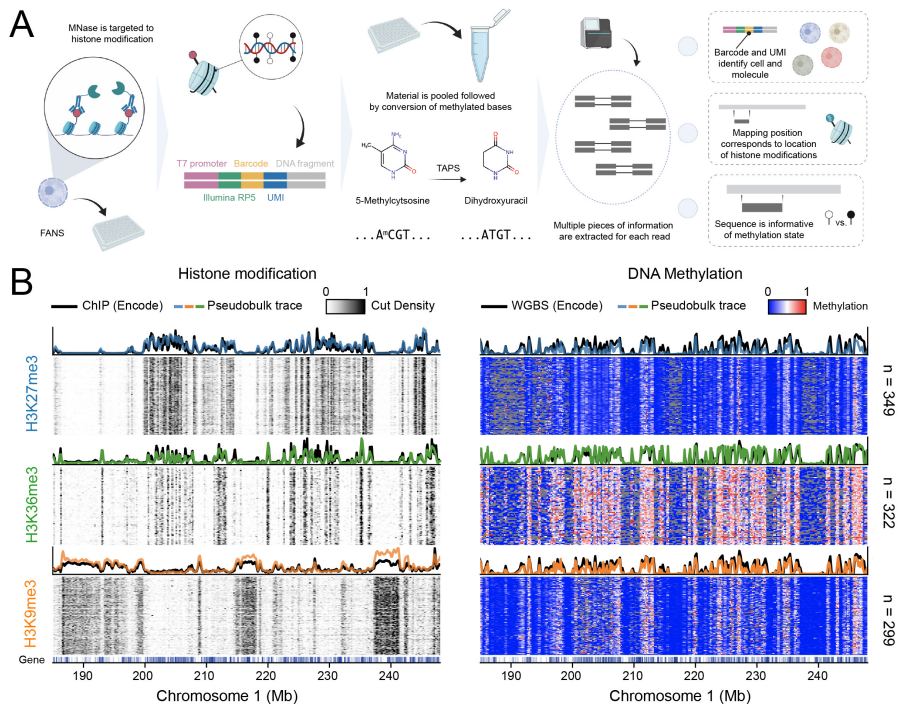 A
MNase is targeted to
histone modification
FANS
T7 promoter Barcode DNA fragment
Illumina RP5 UMI
Material is pooled followed
by conversion of methylated bases
NH₂
H₃C
N
N
H
O
TAPS
O
NH
N
H
O
5-Methylcytsosine Dihydroxyuracil
...AᵐCGT... ...ATGT...
Multiple pieces of information
are extracted for each read
Barcode and UMI
identify cell and
molecule
Mapping position
corresponds to location
of histone modifications
Sequence is informative
of methylation state
vs.
B
Histone modification
ChIP (Encode) Pseudobulk trace 0 1 Cut Density
DNA Methylation
WGBS (Encode) Pseudobulk trace 0 1 Methylation
H3K27me3
n = 349
H3K36me3
n = 322
H3K9me3
n = 299
Gene
190 200 210 220 230 240
Chromosome 1 (Mb)
190 200 210 220 230 240
Chromosome 1 (Mb)